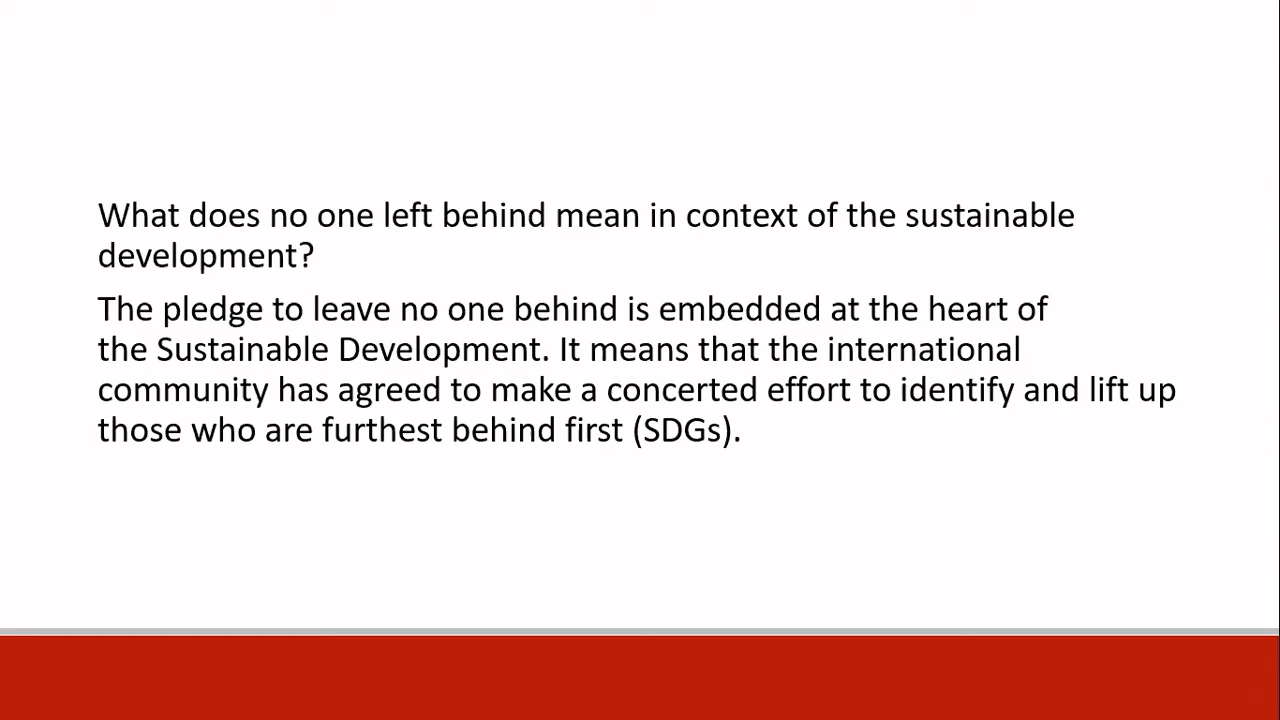 What does no one left behind mean in context of the sustainable
development?
The pledge to leave no one behind is embedded at the heart of
the Sustainable Development. It means that the international
community has agreed to make a concerted effort to identify and lift up
those who are furthest behind first (SDGs).